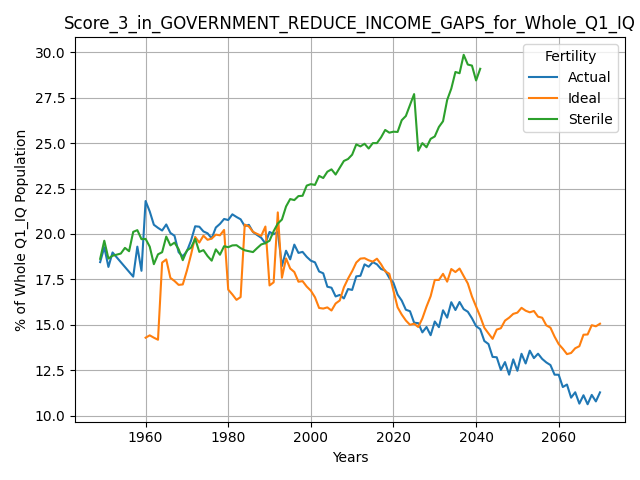 Score_3_in_GOVERNMENT_REDUCE_INCOME_GAPS_for_Whole_Q1_IQ
Fertility
Actual
Ideal
Sterile
% of Whole Q1_IQ Population
30.0
27.5
25.0
22.5
20.0
17.5
15.0
12.5
10.0
1960 1980 2000 2020 2040 2060
Years